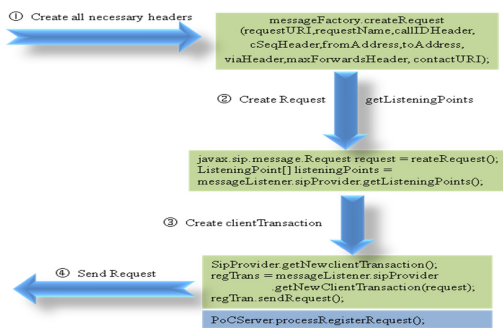 ① Create all necessary headers
messageFactory.createRequest
(requestURI,requestName,callIDHeader,
cSeqHeader,fromAddress,toAddress,
viaHeader,maxForwardsHeader, contactURI);
② Create Request
getListeningPoints
javax.sip.message.Request request = reateRequest();
ListeningPoint[] listeningPoints =
messageListener.sipProvider.getListeningPoints();
③ Create clientTransaction
④ Send Request
SipProvider.getNewclientTransaction();
regTrans = messageListener.sipProvider
.getNewClientTransaction(request);
regTran.sendRequest();
PoCServer.processRegisterRequest();